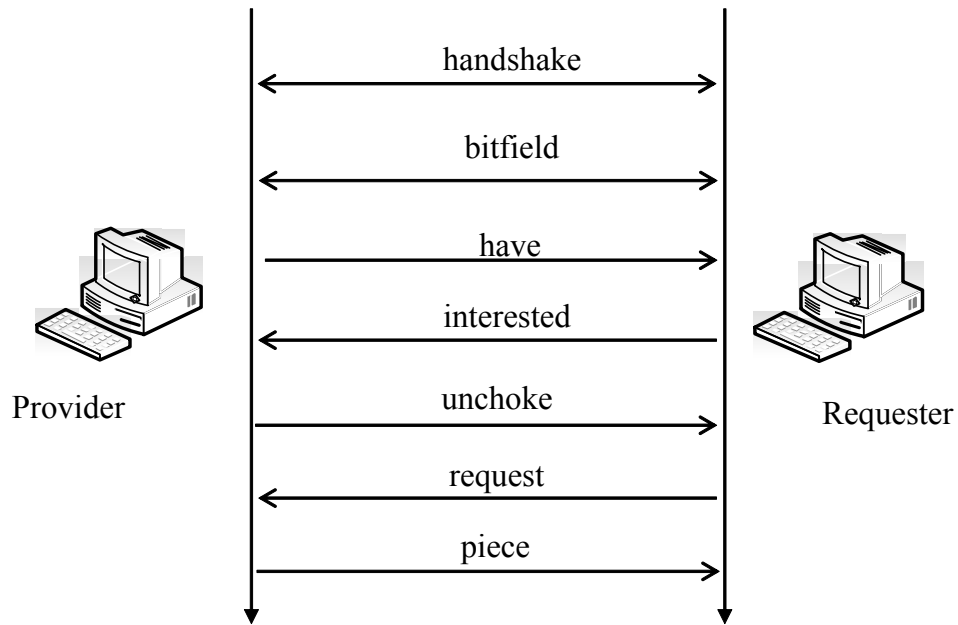 handshake
bitfield
have
interested
Provider
unchoke
Requester
request
piece